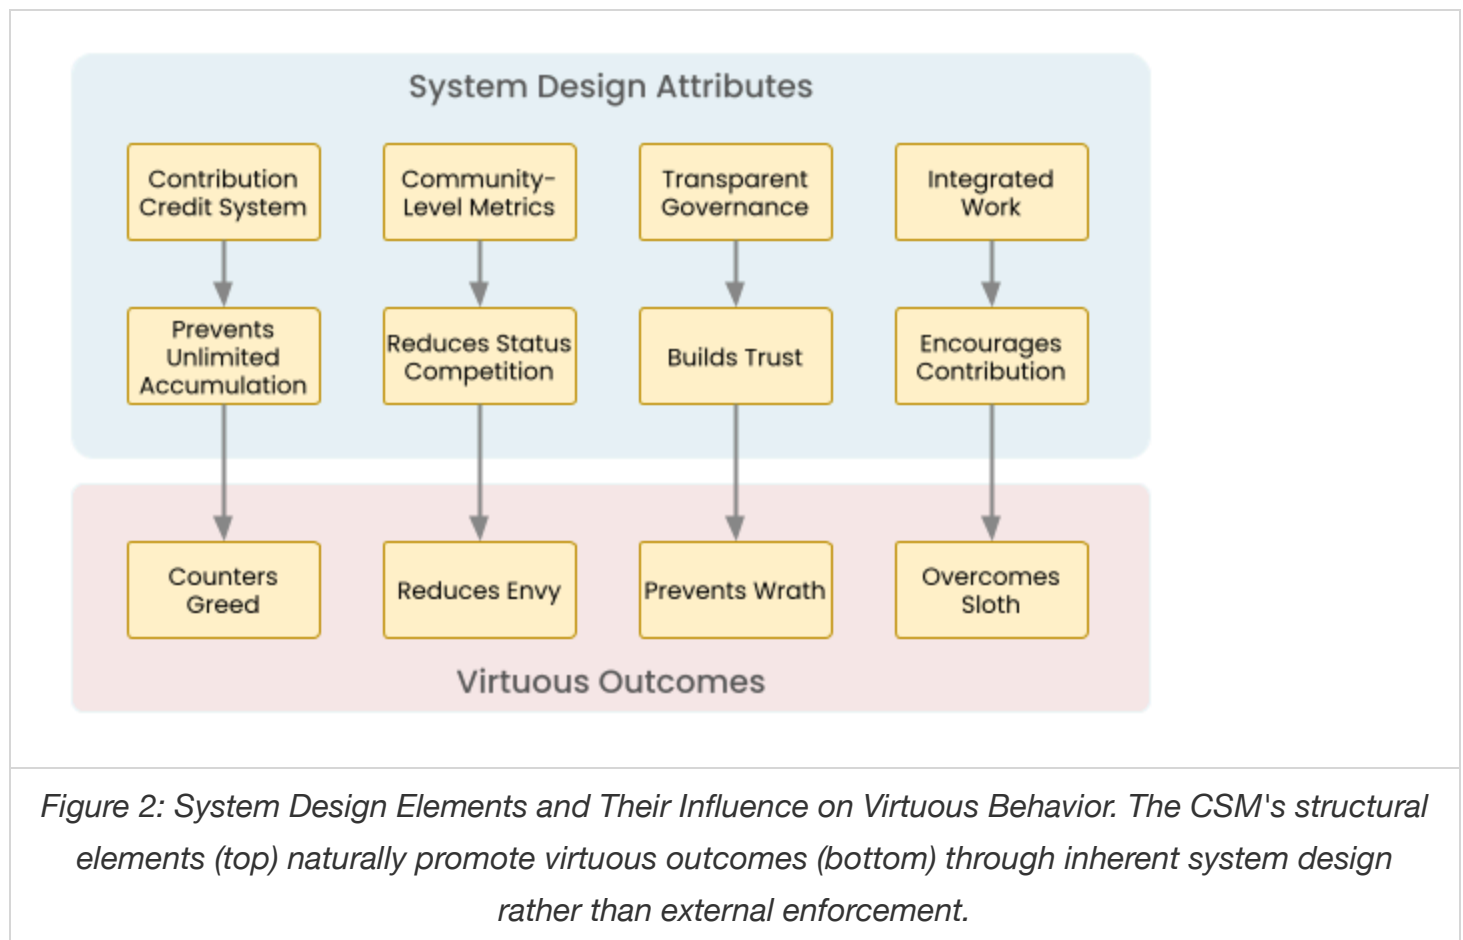 System Design Attributes
Contribution
Credit System
Community-
Level Metrics
Transparent
Governance
Integrated
Work
Prevents
Unlimited
Accumulation
Reduces Status
Competition
Builds Trust
Encourages
Contribution
Counters
Greed
Reduces Envy
Prevents Wrath
Overcomes
Sloth
Virtuous Outcomes
Figure 2: System Design Elements and Their Influence on Virtuous Behavior. The CSM's structural
elements (top) naturally promote virtuous outcomes (bottom) through inherent system design
rather than external enforcement.